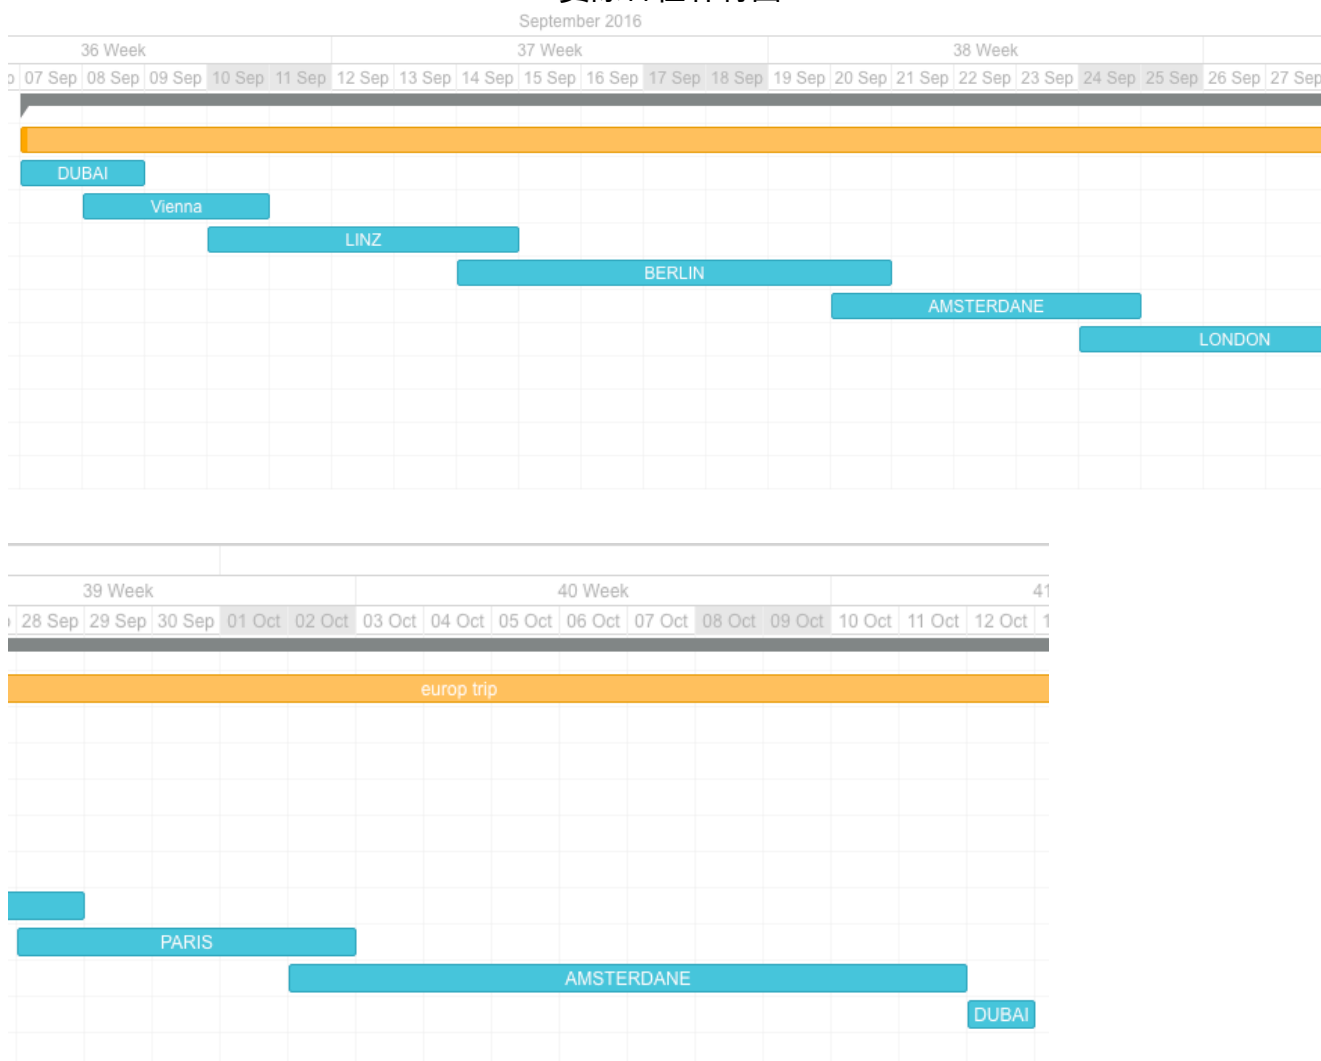 September 2016
36 Week 37 Week 38 Week
07 Sep 08 Sep 09 Sep 10 Sep 11 Sep 12 Sep 13 Sep 14 Sep 15 Sep 16 Sep 17 Sep 18 Sep 19 Sep 20 Sep 21 Sep 22 Sep 23 Sep 24 Sep 25 Sep 26 Sep 27 Sep
DUBAI
Vienna
LINZ
BERLIN
AMSTERDANE
LONDON
39 Week 40 Week 41
28 Sep 29 Sep 30 Sep 01 Oct 02 Oct 03 Oct 04 Oct 05 Oct 06 Oct 07 Oct 08 Oct 09 Oct 10 Oct 11 Oct 12 Oct 1
europ trip
PARIS
AMSTERDANE
DUBAI